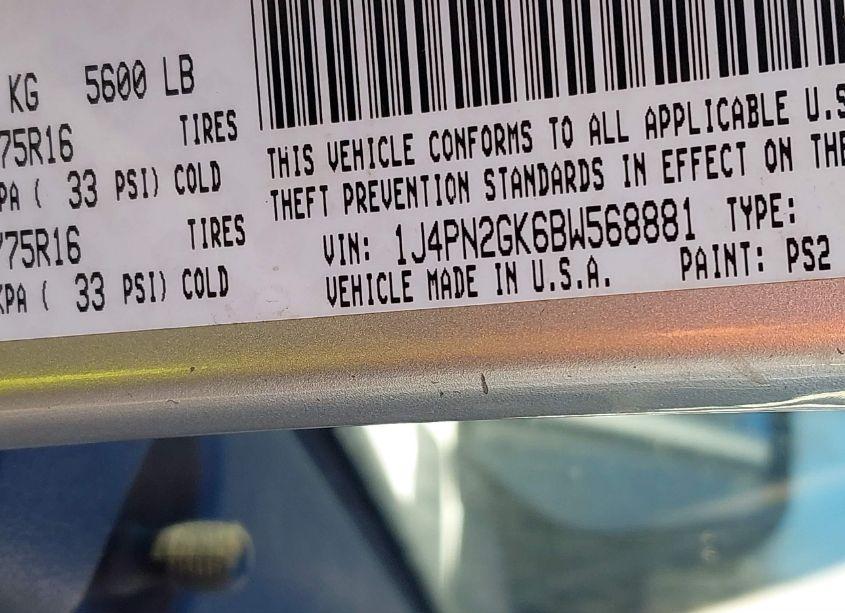 KG 5600 LB
75R16 TIRES
PA ( 33 PSI) COLD
75R16 TIRES
KPA ( 33 PSI) COLD
THIS VEHICLE CONFORMS TO ALL APPLICABLE U.S
THEFT PREVENTION STANDARDS IN EFFECT ON THE
VIN: 1J4PN2GK6BW568881 TYPE:
VEHICLE MADE IN U.S.A. PAINT: PS2